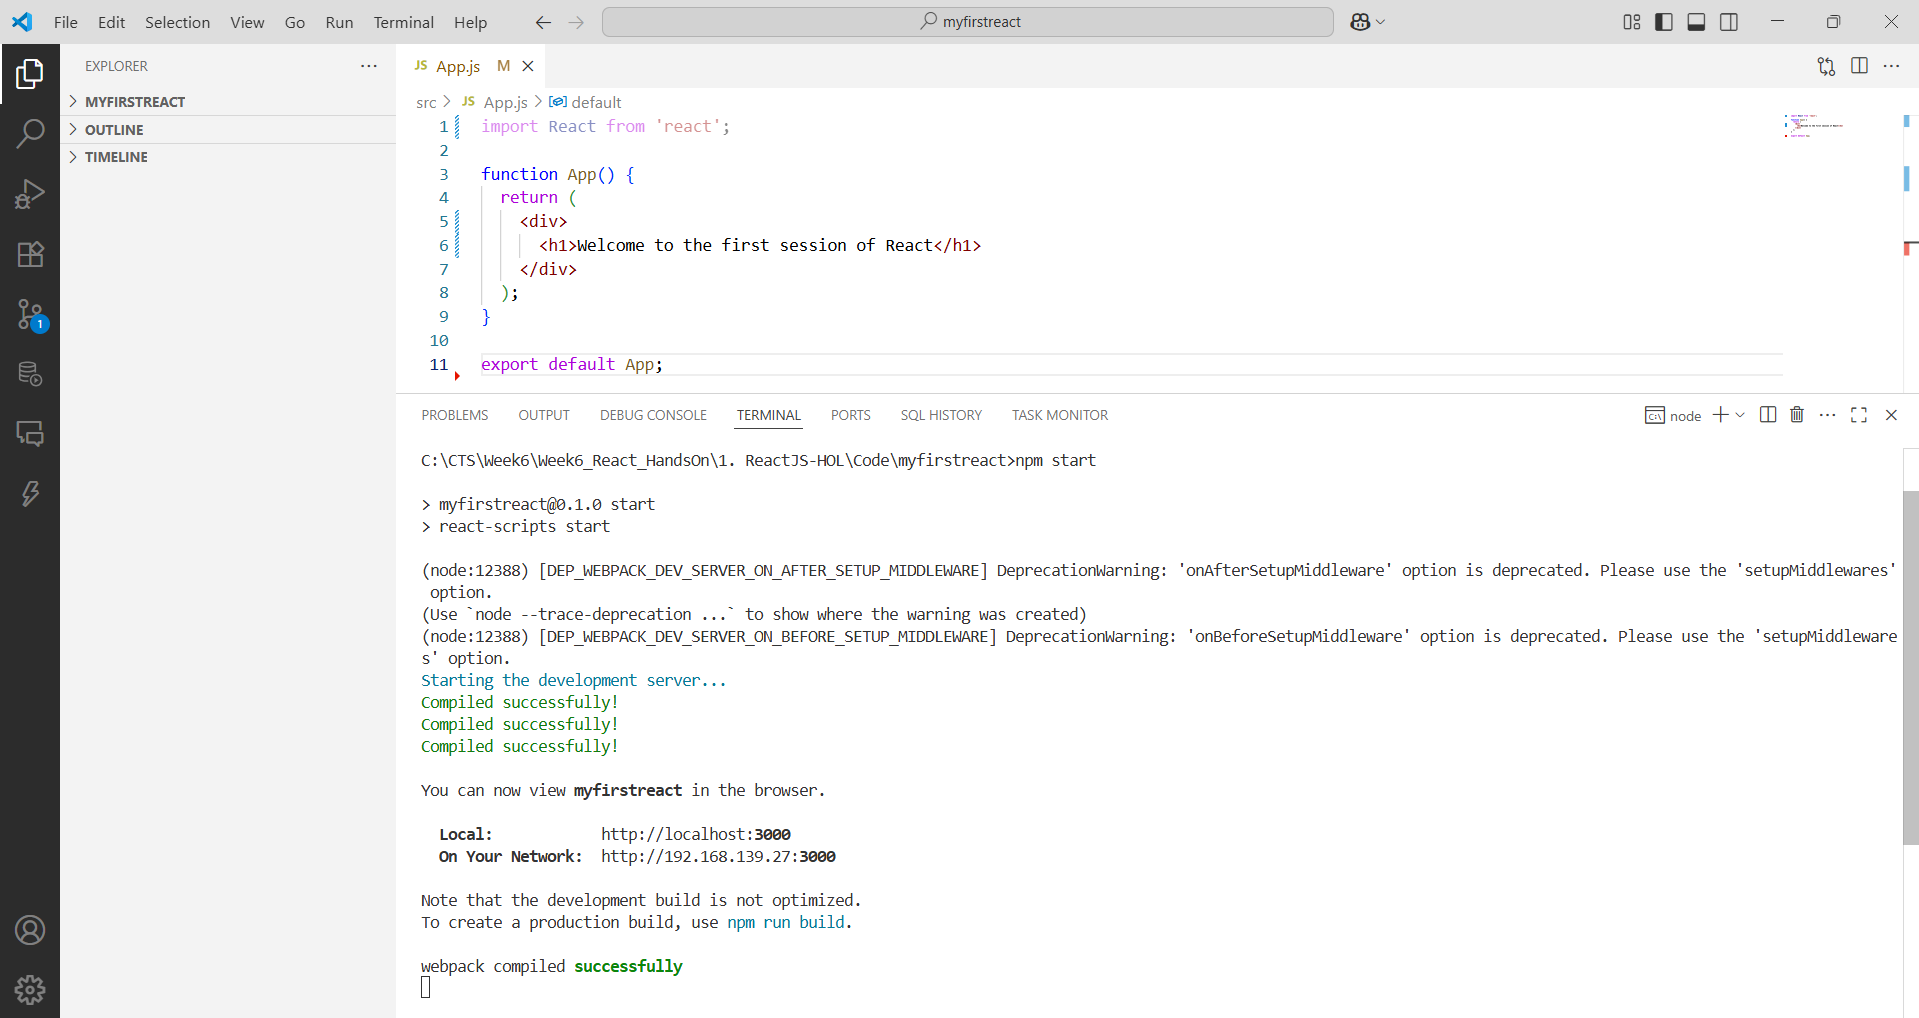 File Edit Selection View Go Run Terminal Help
myfirstreact
EXPLORER
MYFIRSTREACT
OUTLINE
TIMELINE
1
JS App.js M
src > JS App.js > default
1 import React from 'react';
2
3 function App() {
4 return (
5 <div>
6 <h1>Welcome to the first session of React</h1>
7 </div>
8 );
9 }
10
11 export default App;
PROBLEMS OUTPUT DEBUG CONSOLE TERMINAL PORTS SQL HISTORY TASK MONITOR
node
C:\CTS\Week6\Week6_React_HandsOn\1. ReactJS-HOL\Code\myfirstreact>npm start
> myfirstreact@0.1.0 start
> react-scripts start
(node:12388) [DEP_WEBPACK_DEV_SERVER_ON_AFTER_SETUP_MIDDLEWARE] DeprecationWarning: 'onAfterSetupMiddleware' option is deprecated. Please use the 'setupMiddlewares'
option.
(Use `node --trace-deprecation ...` to show where the warning was created)
(node:12388) [DEP_WEBPACK_DEV_SERVER_ON_BEFORE_SETUP_MIDDLEWARE] DeprecationWarning: 'onBeforeSetupMiddleware' option is deprecated. Please use the 'setupMiddleware
s' option.
Starting the development server...
Compiled successfully!
Compiled successfully!
Compiled successfully!
You can now view myfirstreact in the browser.
Local: http://localhost:3000
On Your Network: http://192.168.139.27:3000
Note that the development build is not optimized.
To create a production build, use npm run build.
webpack compiled successfully